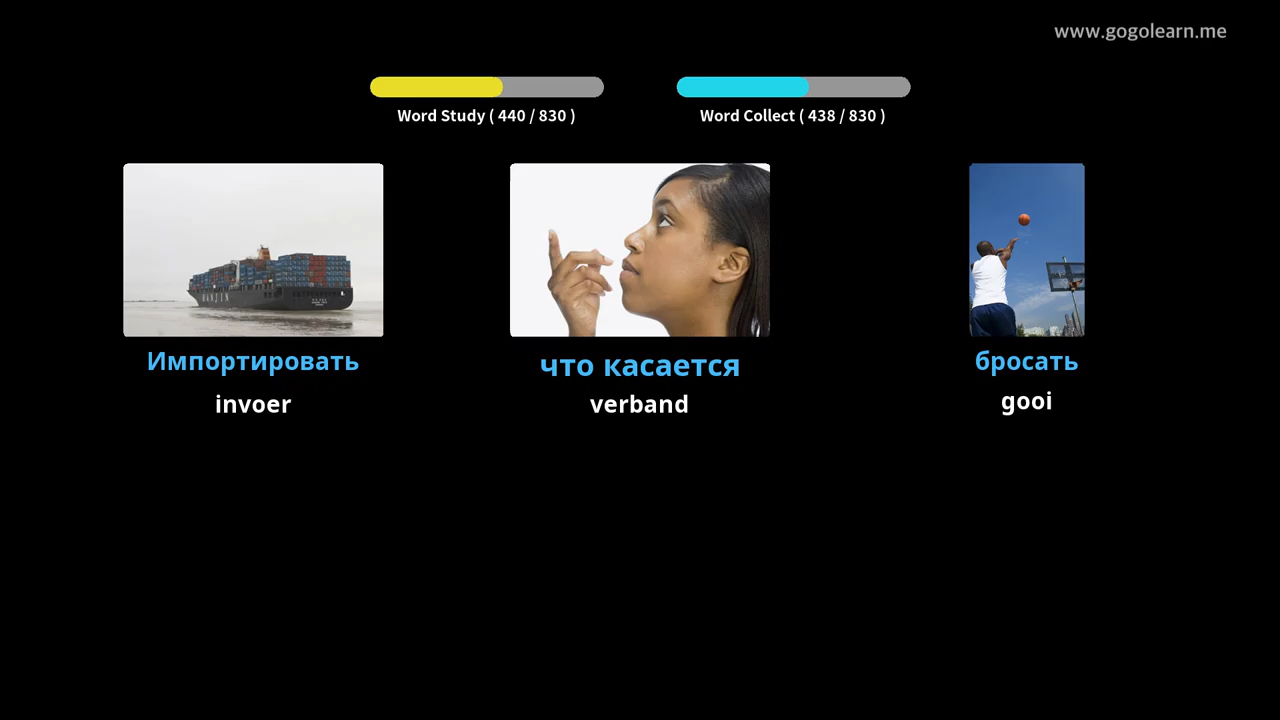 www.gogolearn.me
Word Study ( 440 / 830 )
Word Collect ( 438 / 830 )
Импортировать
что касается
бросать
invoer
verband
gooi